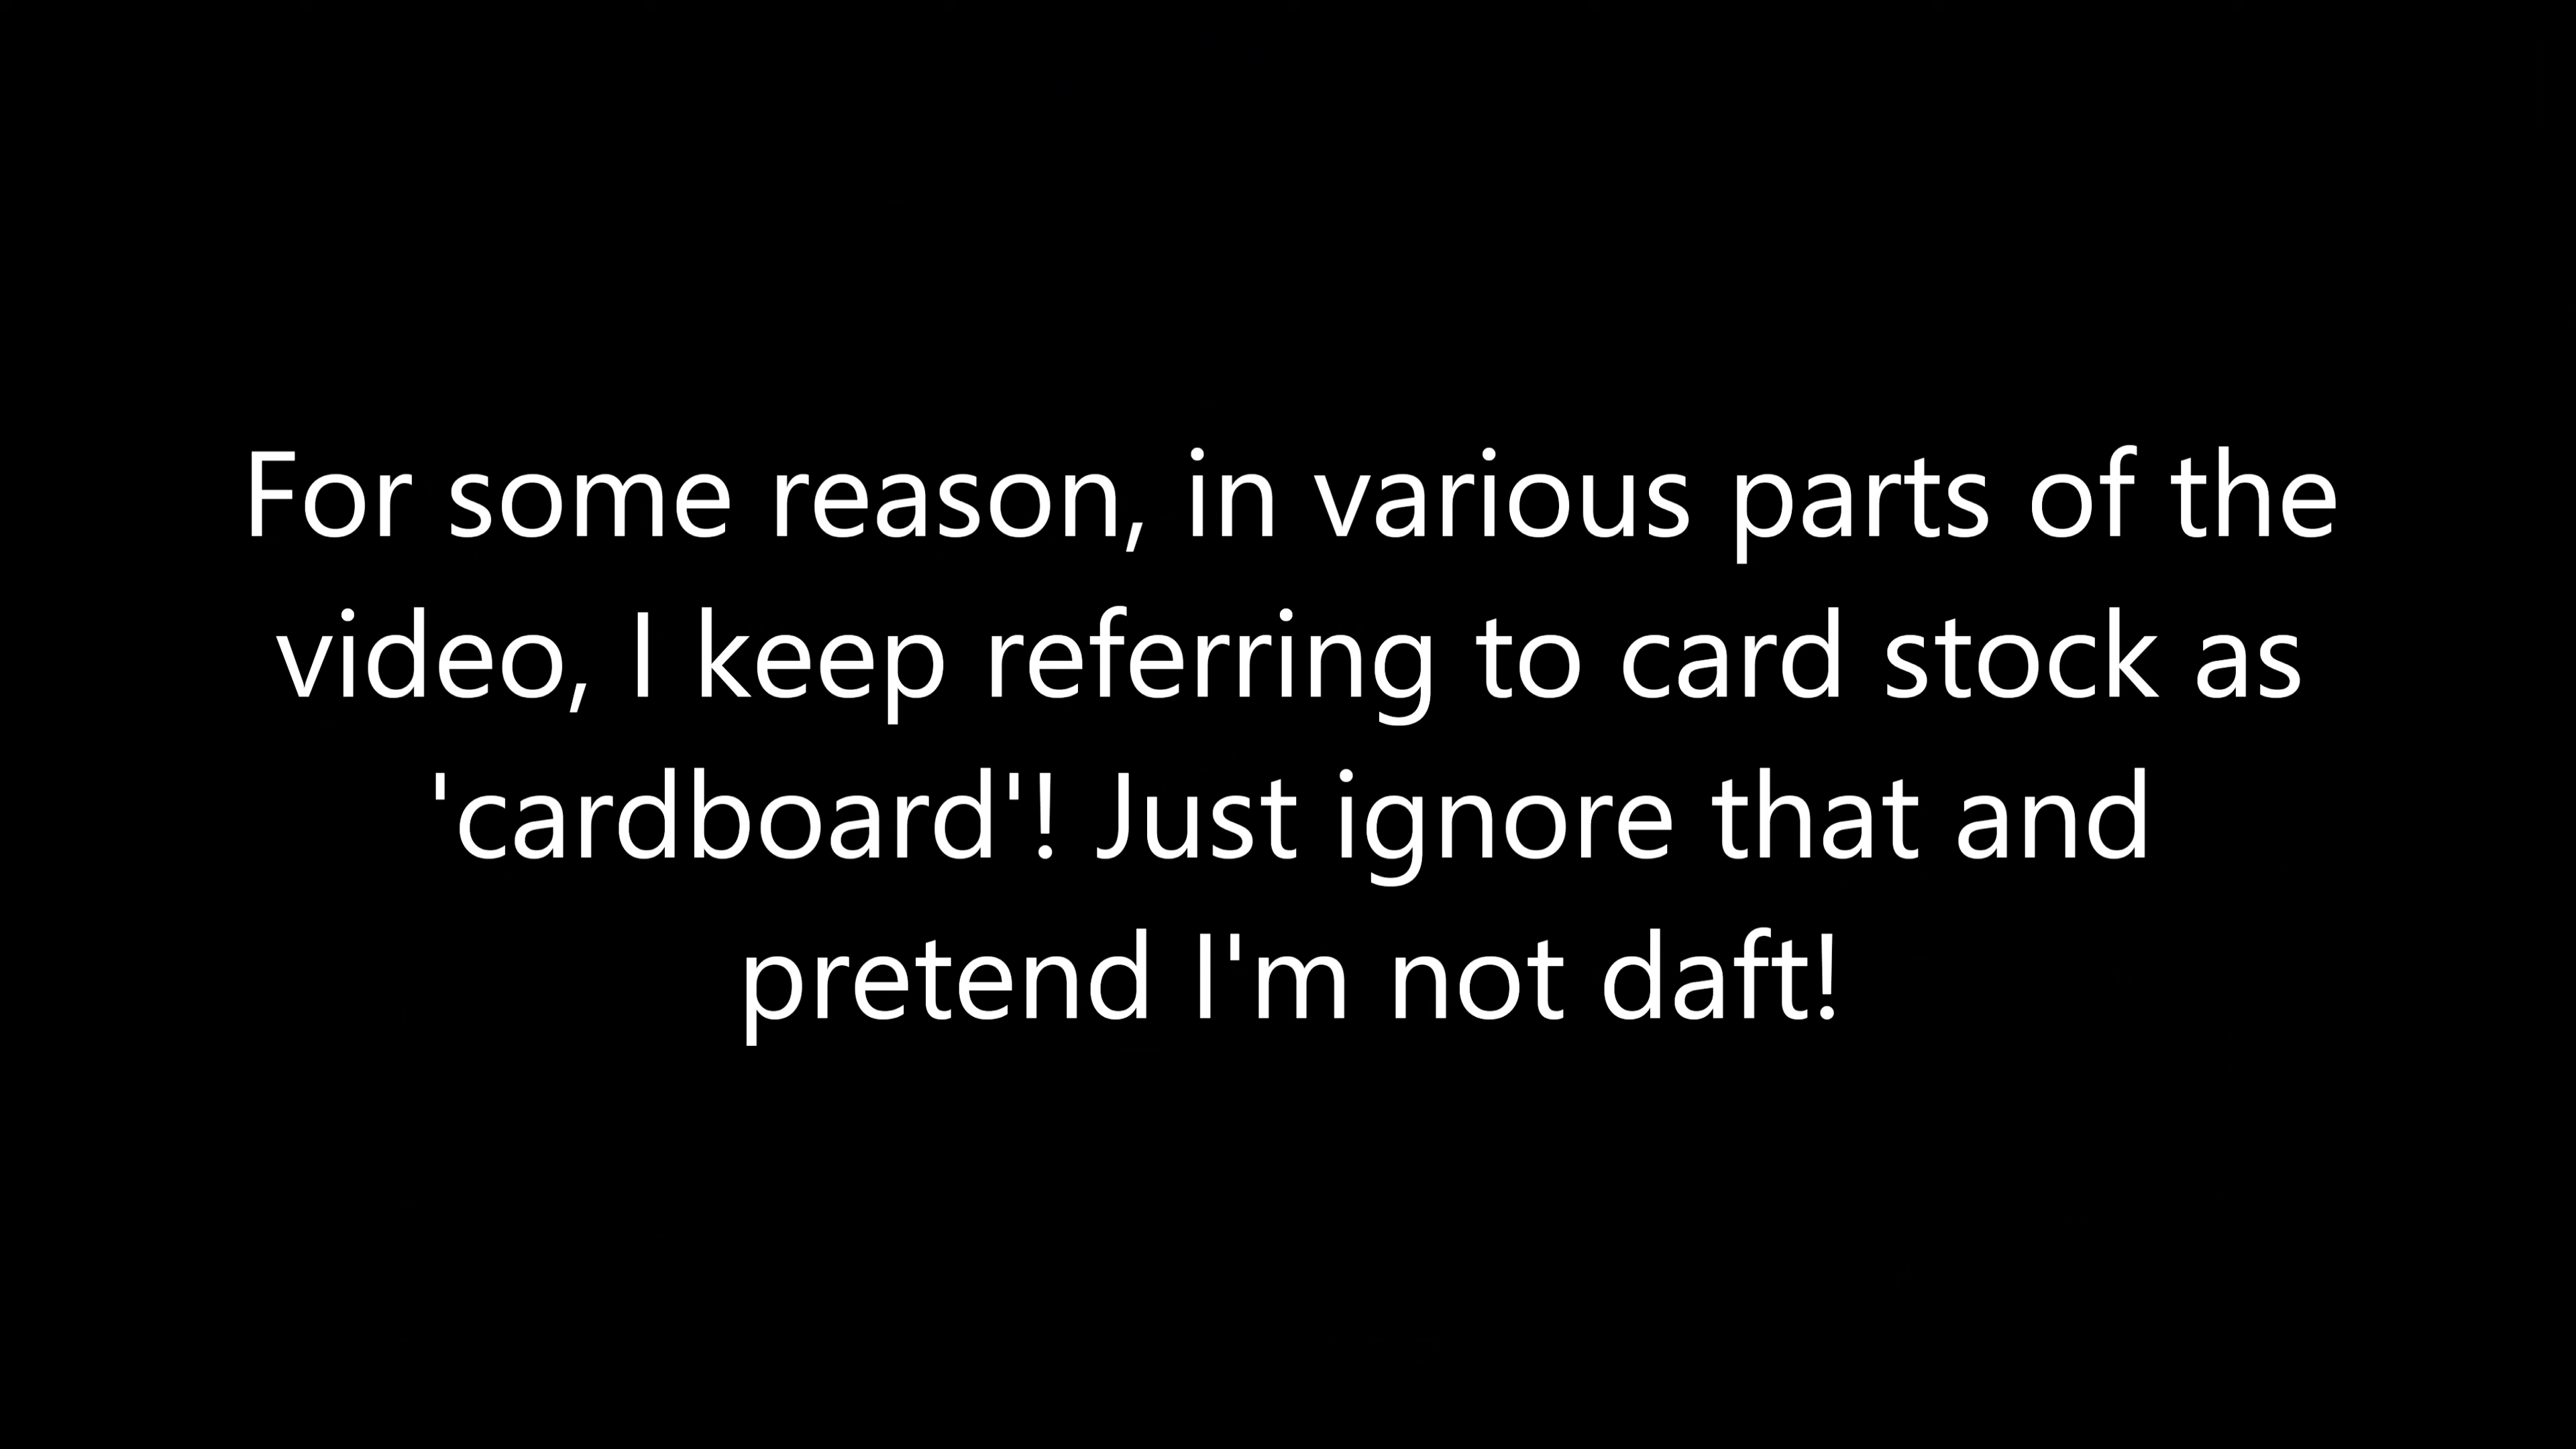 For some reason, in various parts of the
video, I keep referring to card stock as
'cardboard'! Just ignore that and
pretend I'm not daft!